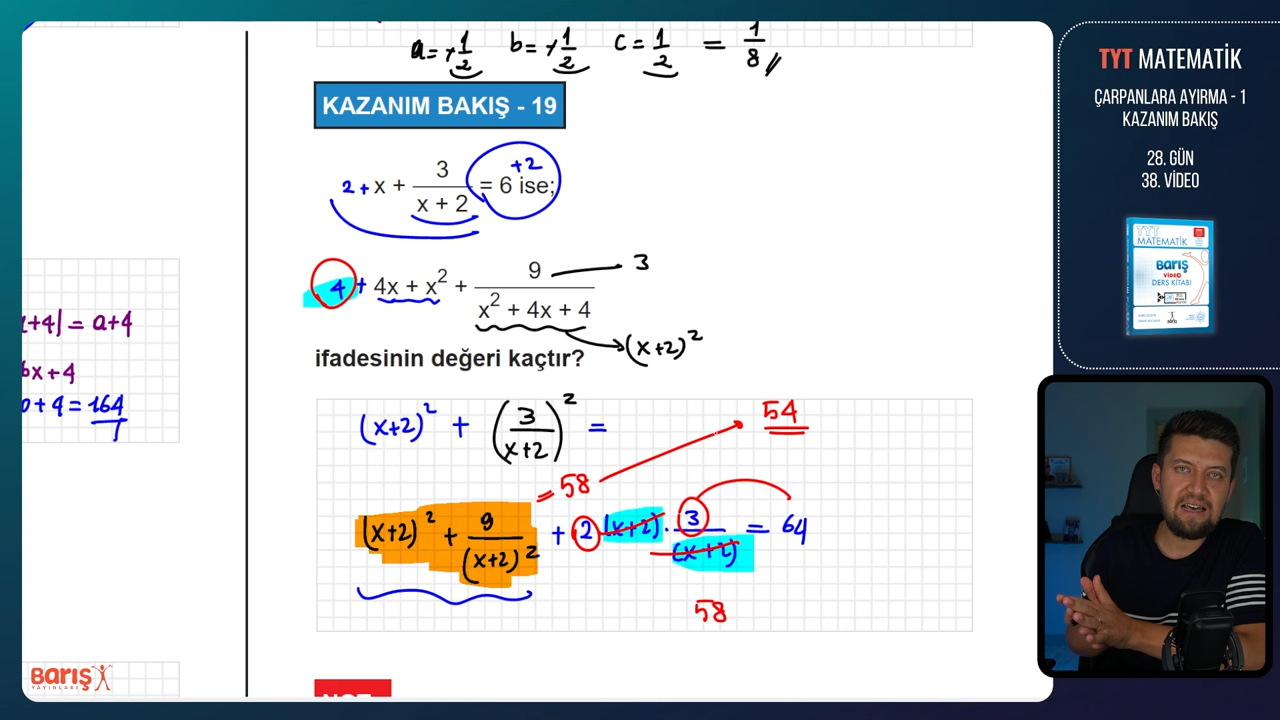 a = +1/2 b = +1/2 c = 1/2 = 1/8 //
KAZANIM BAKIŞ - 19
2 + x + 3/(x + 2) = 6 ise; +2
4 + 4x + x² + 9/(x² + 4x + 4) 3
(x+2)²
ifadesinin değeri kaçtır?
(x+2)² + (3/(x+2))² =
54
= 58
(x+2)² + 9/(x+2)² + 2 (x+2) . 3/(x+2) = 64
58
+4| = a+4
x+4
+ 4 = 164
BARIŞ
YAYINLARI
TYT MATEMATİK
ÇARPANLARA AYIRMA - 1
KAZANIM BAKIŞ
28. GÜN
38. VİDEO
TYT
MATEMATİK
BARIŞ
VİDEO
DERS KİTABI